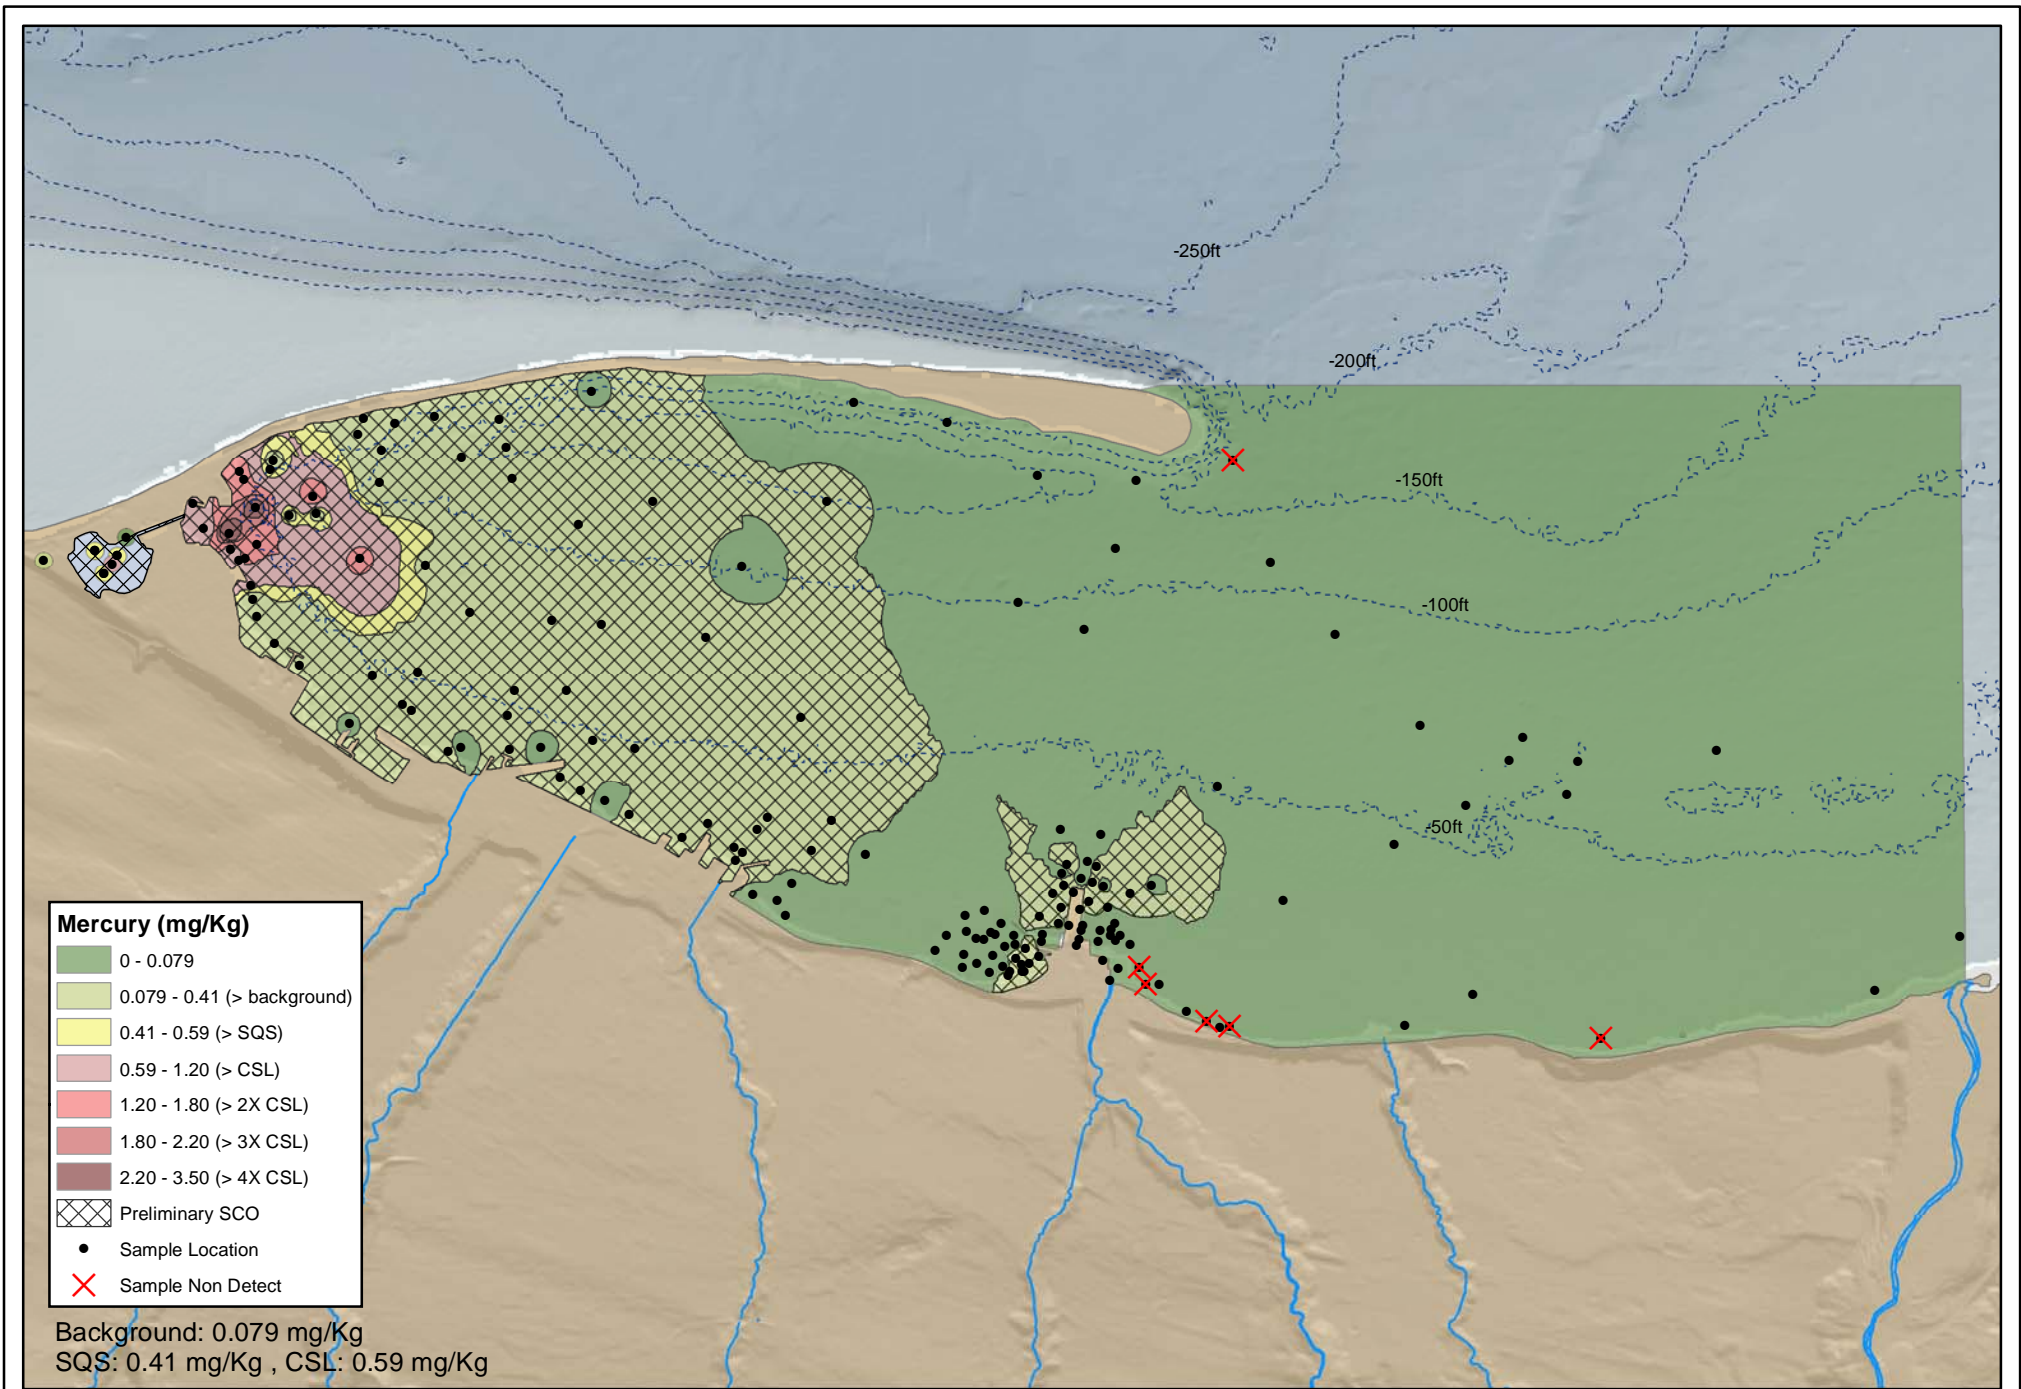 -250ft
-200ft
-150ft
-100ft
-50ft
Mercury (mg/Kg)
0 - 0.079
0.079 - 0.41 (> background)
0.41 - 0.59 (> SQS)
0.59 - 1.20 (> CSL)
1.20 - 1.80 (> 2X CSL)
1.80 - 2.20 (> 3X CSL)
2.20 - 3.50 (> 4X CSL)
Preliminary SCO
Sample Location
Sample Non Detect
Background: 0.079 mg/Kg
SQS: 0.41 mg/Kg , CSL: 0.59 mg/Kg